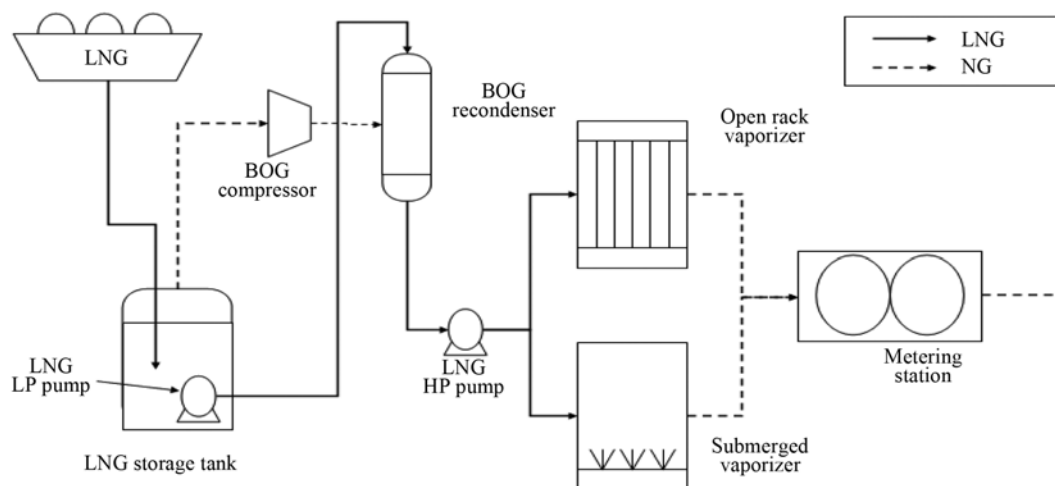 LNG
BOG
compressor
BOG
recondenser
LNG
NG
Open rack
vaporizer
LNG
LP pump
LNG storage tank
LNG
HP pump
Submerged
vaporizer
Metering
station